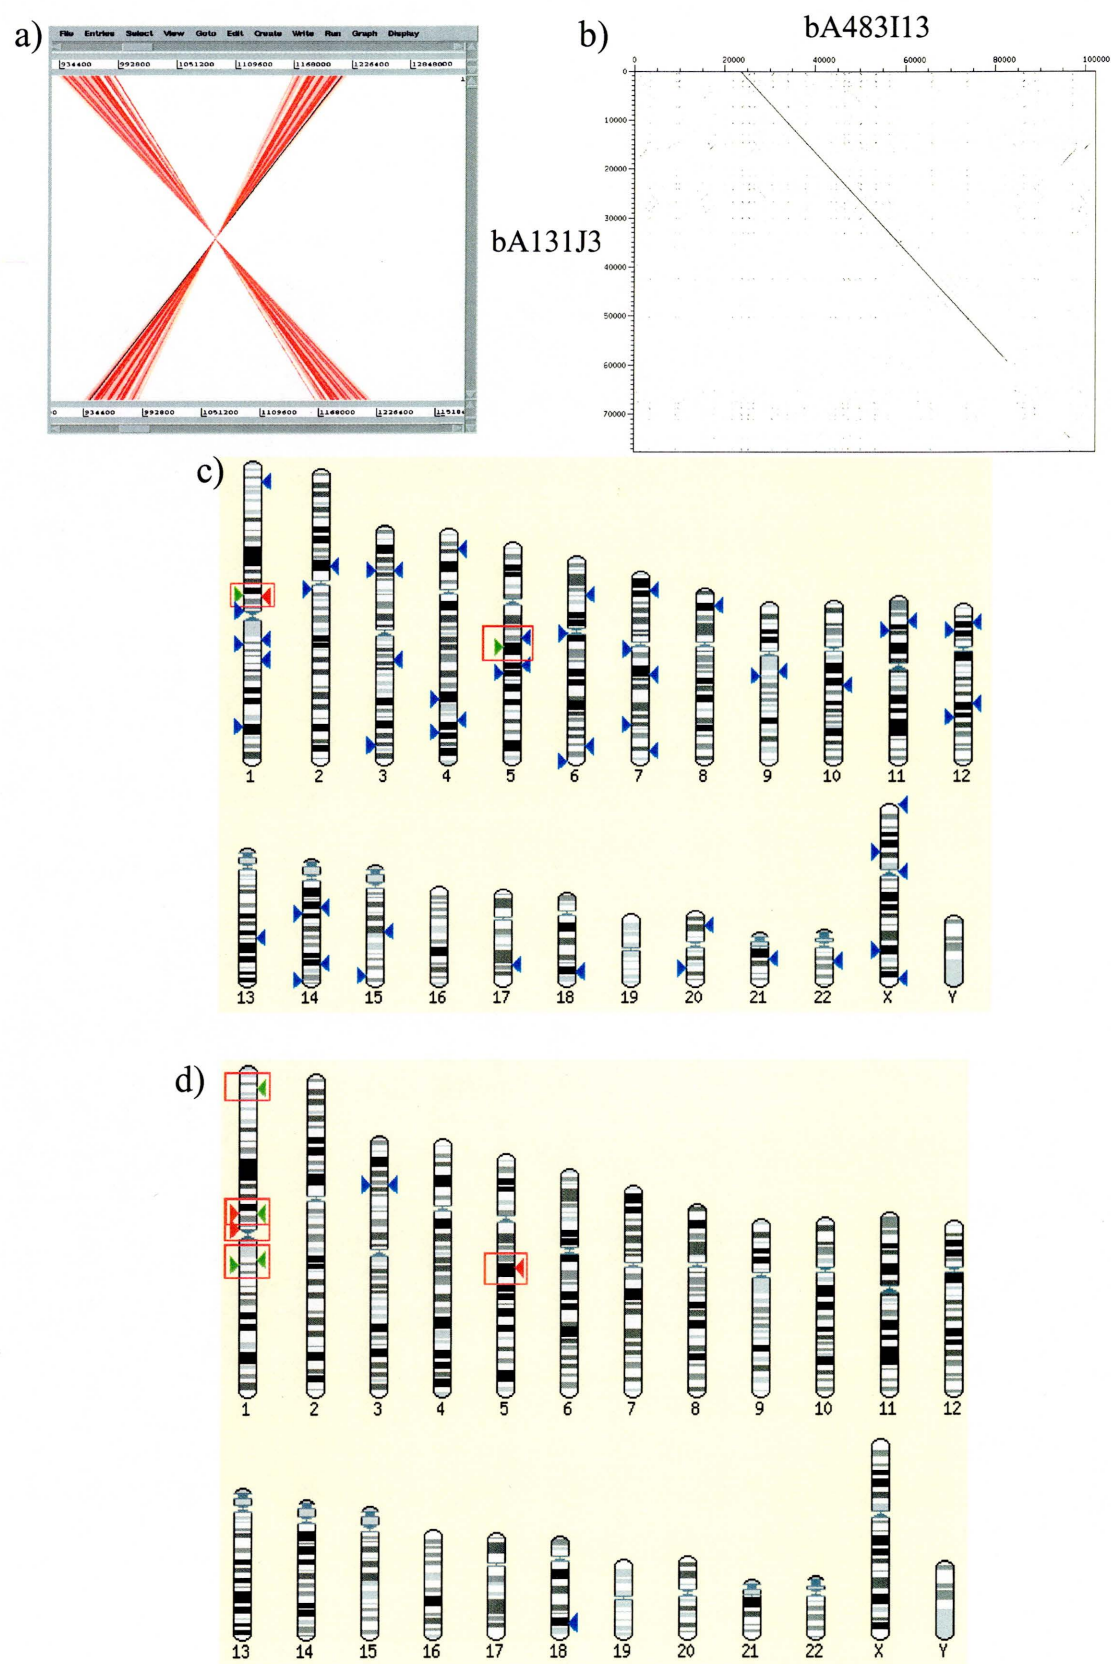 a)
File Entries Select View Goto Edit Create Write Run Graph Display
934400 992800 1051200 1109600 1168000 1226400 12848000
1
0 934400 992800 1051200 1109600 1168000 1226400
b)
bA483I13
0 20000 40000 60000 80000 100000
bA131J3
0
10000
20000
30000
40000
50000
60000
70000
c)
1 2 3 4 5 6 7 8 9 10 11 12
13 14 15 16 17 18 19 20 21 22 X Y
d)
1 2 3 4 5 6 7 8 9 10 11 12
13 14 15 16 17 18 19 20 21 22 X Y